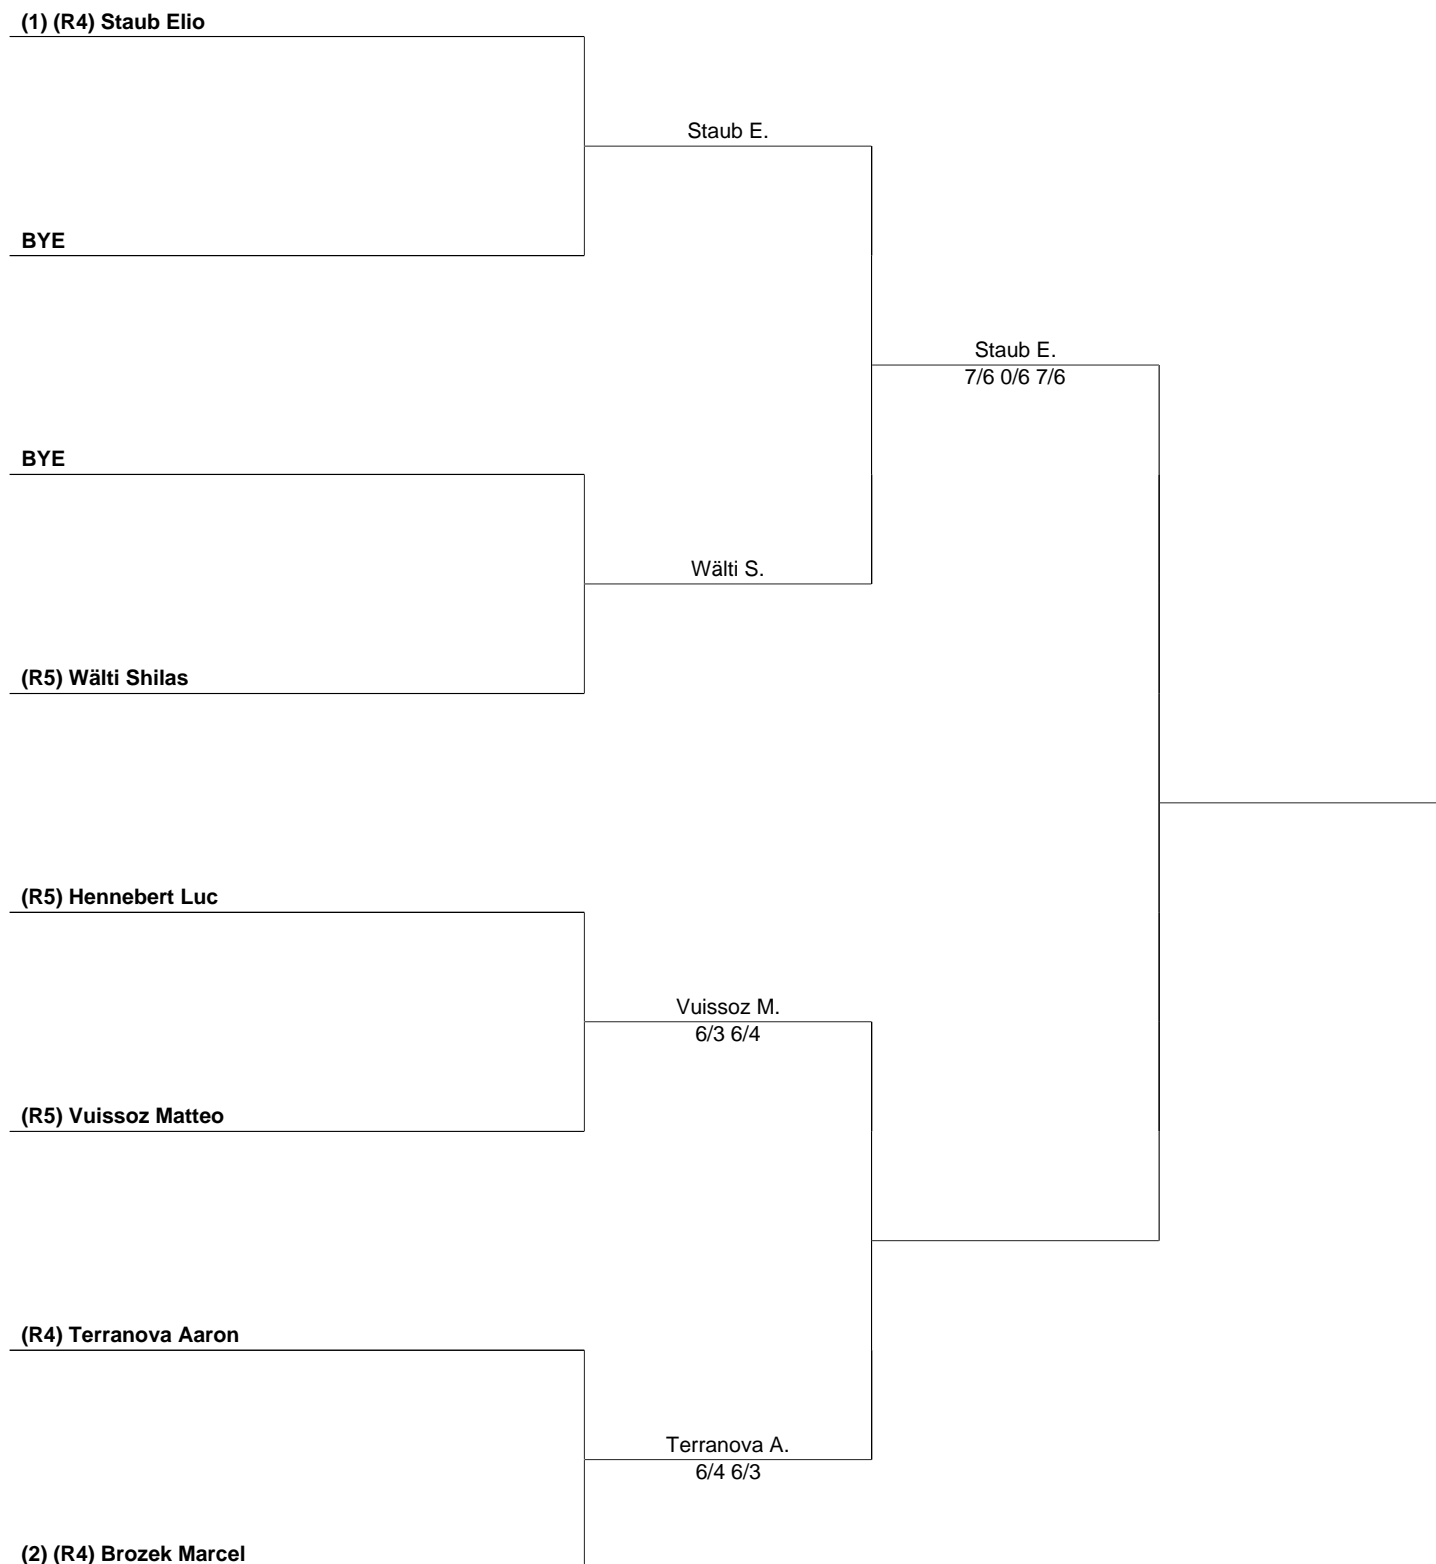 (1) (R4) Staub Elio
Staub E.
BYE
Staub E.
7/6 0/6 7/6
BYE
Wälti S.
(R5) Wälti Shilas
(R5) Hennebert Luc
Vuissoz M.
6/3 6/4
(R5) Vuissoz Matteo
(R4) Terranova Aaron
Terranova A.
6/4 6/3
(2) (R4) Brozek Marcel